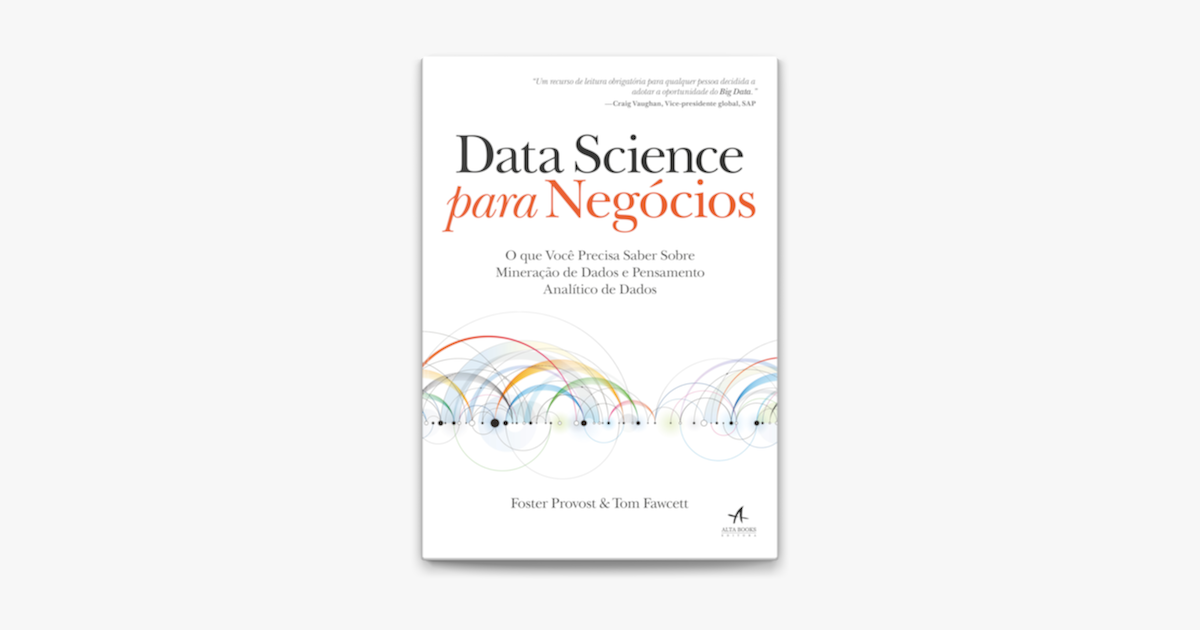 “Um recurso de leitura obrigatória para qualquer pessoa decidida a
adotar a oportunidade do Big Data.”
—Craig Vaughan, Vice-presidente global, SAP
Data Science
para Negócios
O que Você Precisa Saber Sobre
Mineração de Dados e Pensamento
Analítico de Dados
Foster Provost & Tom Fawcett
ALTA BOOKS
EDITORA